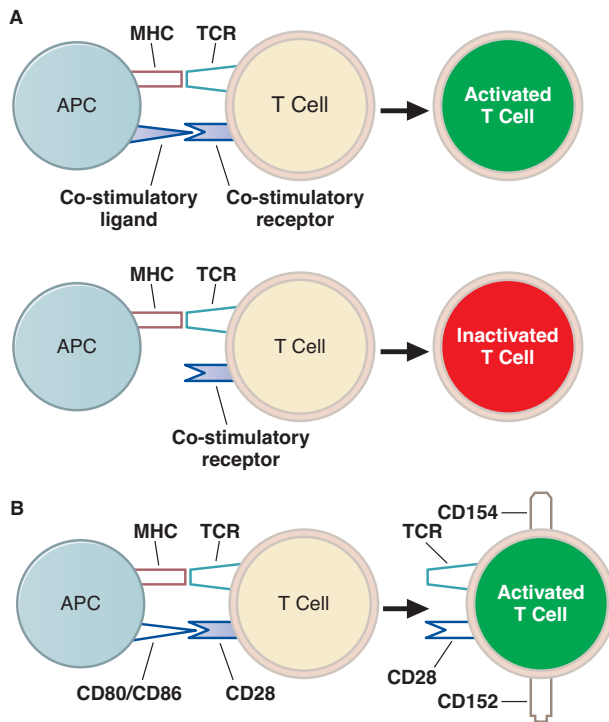 A
MHC
TCR
APC
T Cell
Activated
T Cell
Co-stimulatory
ligand
Co-stimulatory
receptor
MHC
TCR
APC
T Cell
Inactivated
T Cell
Co-stimulatory
receptor
B
CD154
MHC
TCR
TCR
APC
T Cell
Activated
T Cell
CD80/CD86
CD28
CD28
CD152